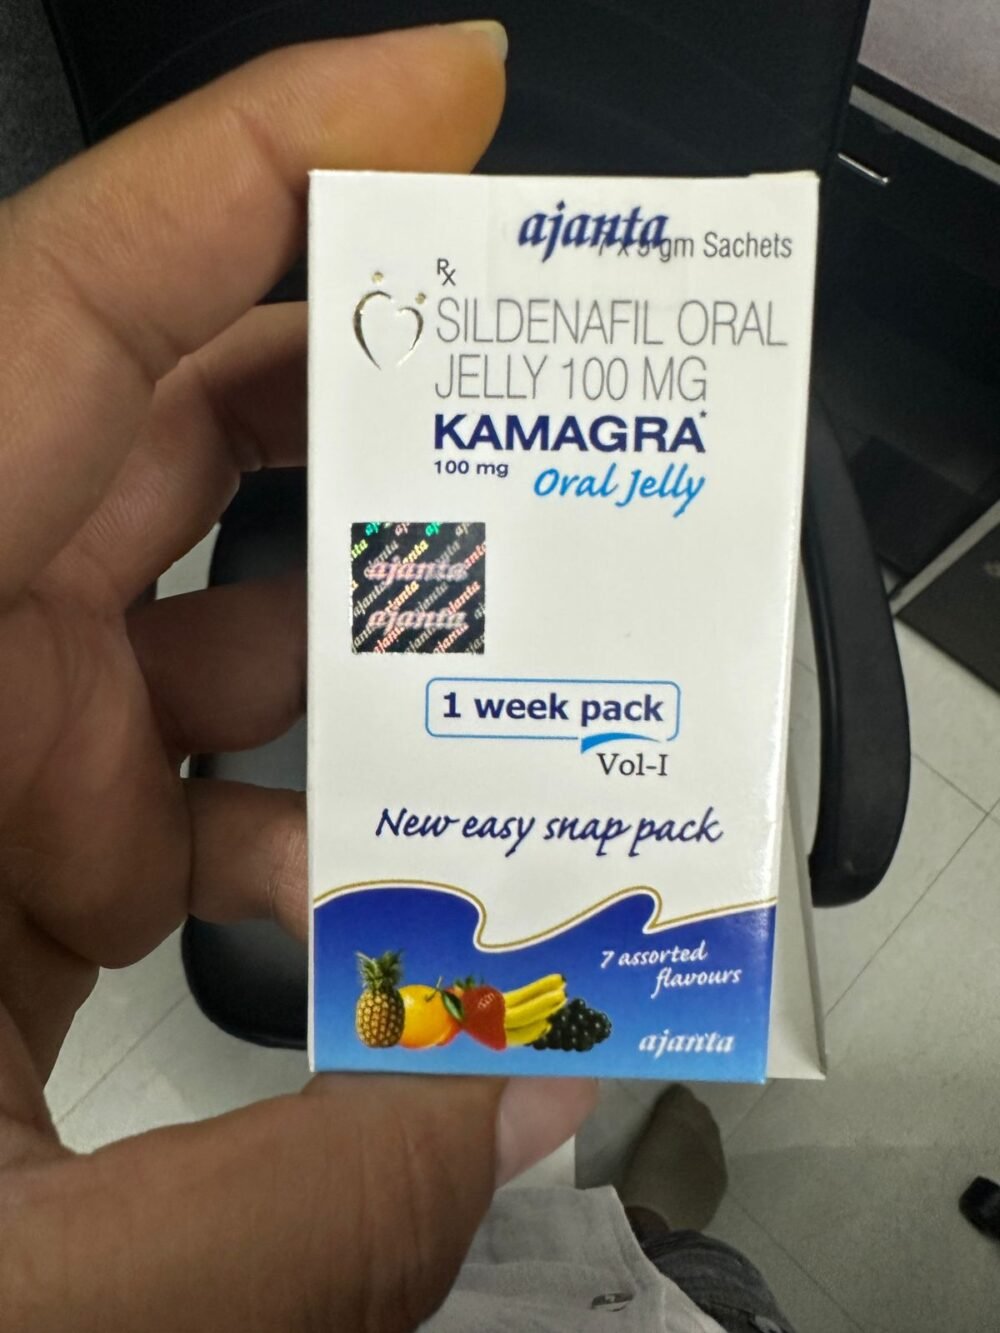 ajanta
7 x 5 gm Sachets
Rx
SILDENAFIL ORAL
JELLY 100 MG
KAMAGRA*
100 mg
Oral Jelly
ajanta
ajanta
1 week pack
Vol-I
New easy snap pack
7 assorted
flavours
ajanta